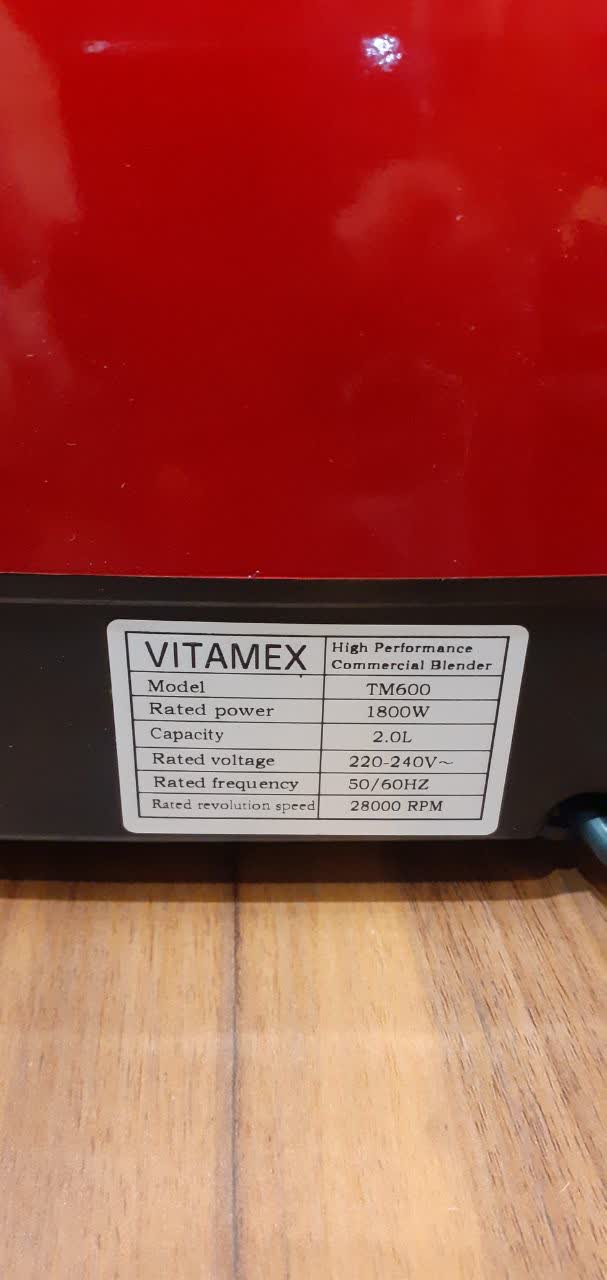 VITAMEX High Performance
Commercial Blender
Model TM600
Rated power 1800W
Capacity 2.0L
Rated voltage 220-240V~
Rated frequency 50/60HZ
Rated revolution speed 28000 RPM